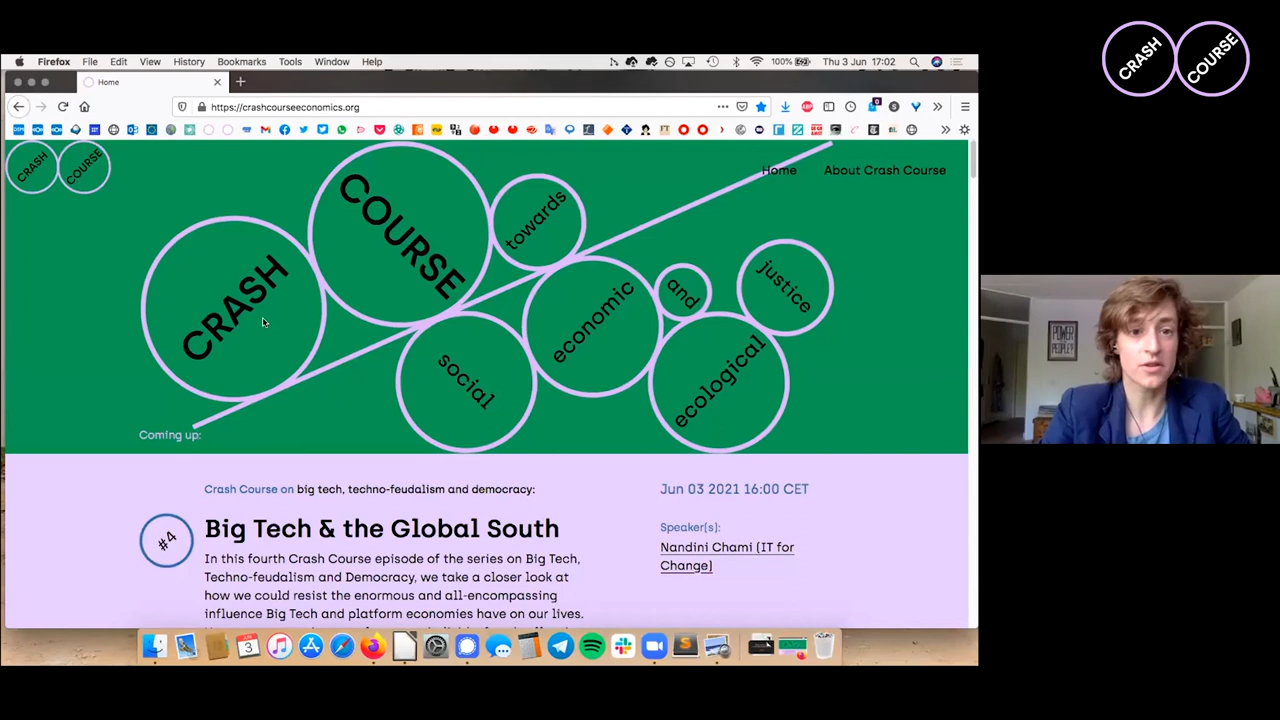 CRASH COURSE
Firefox File Edit View History Bookmarks Tools Window Help 100% Thu 3 Jun 17:02
Home
https://crashcourseeconomics.org
CRASH COURSE
Home About Crash Course
CRASH COURSE towards social economic and ecological justice
Coming up:
Crash Course on big tech, techno-feudalism and democracy:
Jun 03 2021 16:00 CET
#4
Big Tech & the Global South
Speaker(s):
Nandini Chami (IT for
Change)
In this fourth Crash Course episode of the series on Big Tech,
Techno-feudalism and Democracy, we take a closer look at
how we could resist the enormous and all-encompassing
influence Big Tech and platform economies have on our lives.
POWER
PEOPLE